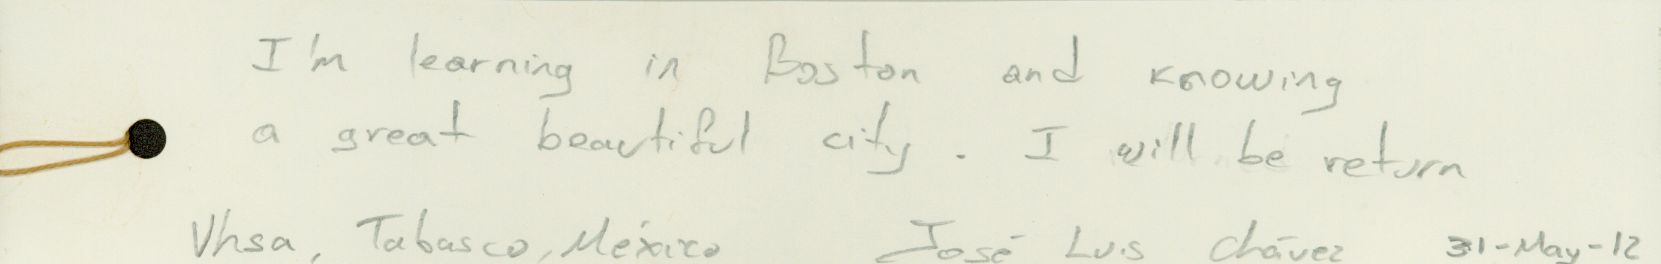 I'm learning in Boston and knowing
a great beautiful city. I will be return
Vhsa, Tabasco, México José Luis Chávez 31-May-12